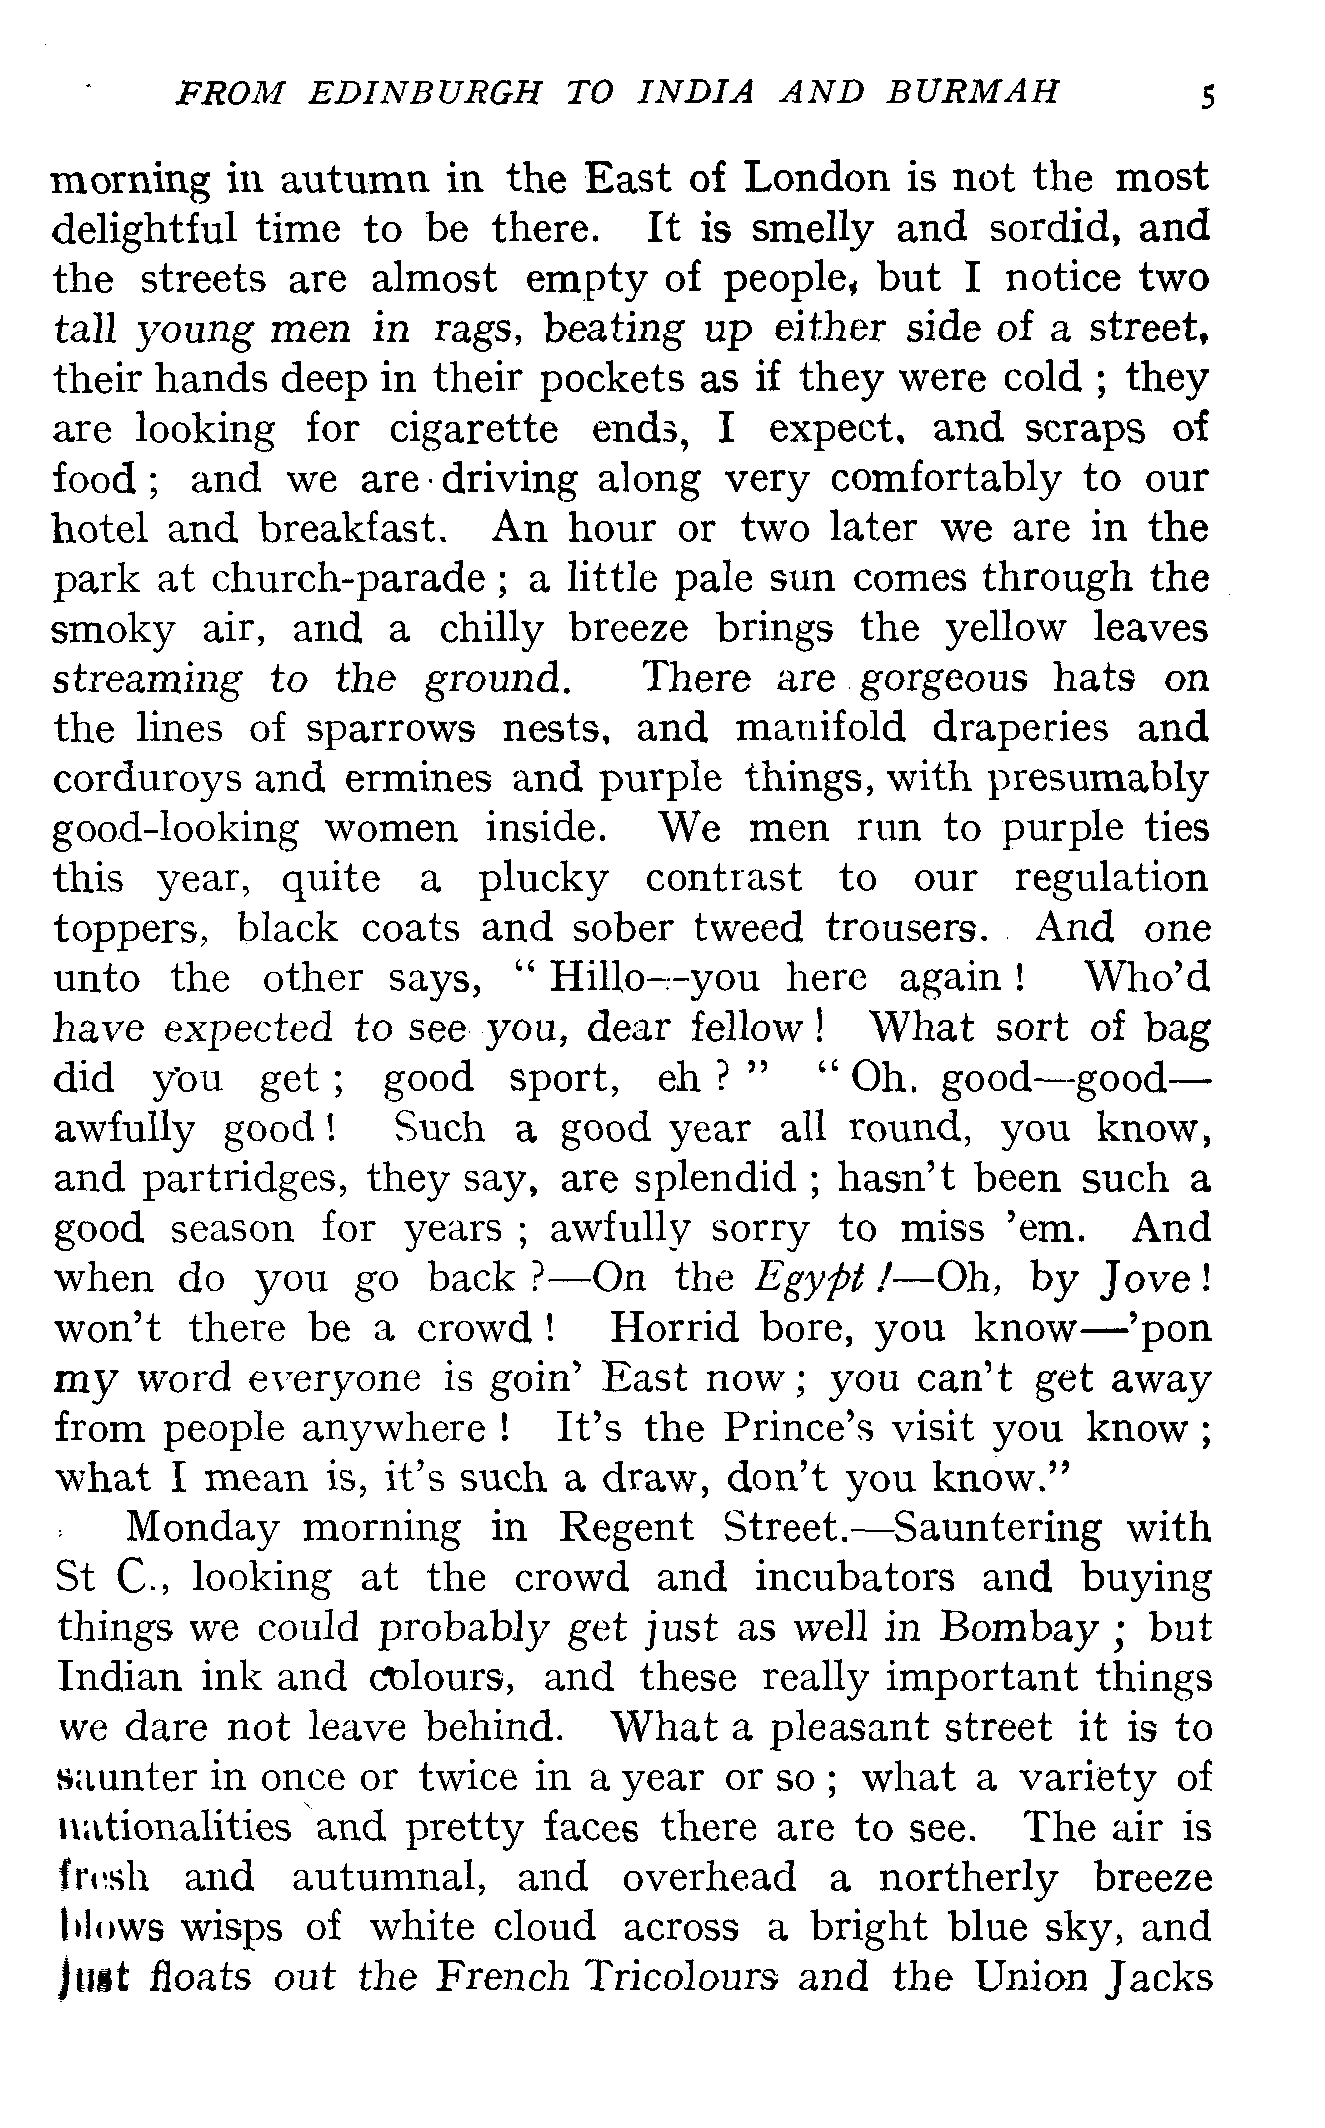 FROM EDINBURGH TO INDIA AND BURMAH 5
morning in autumn in the East of London is not the most
delightful time to be there. It is smelly and sordid, and
the streets are almost empty of people, but I notice two
tall young men in rags, beating up either side of a street,
their hands deep in their pockets as if they were cold ; they
are looking for cigarette ends, I expect, and scraps of
food ; and we are driving along very comfortably to our
hotel and breakfast. An hour or two later we are in the
park at church-parade ; a little pale sun comes through the
smoky air, and a chilly breeze brings the yellow leaves
streaming to the ground. There are gorgeous hats on
the lines of sparrows nests, and manifold draperies and
corduroys and ermines and purple things, with presumably
good-looking women inside. We men run to purple ties
this year, quite a plucky contrast to our regulation
toppers, black coats and sober tweed trousers. And one
unto the other says, “ Hillo—you here again ! Who’d
have expected to see you, dear fellow ! What sort of bag
did you get ; good sport, eh ? ” “ Oh, good—good—
awfully good ! Such a good year all round, you know,
and partridges, they say, are splendid ; hasn’t been such a
good season for years ; awfully sorry to miss ’em. And
when do you go back ?—On the Egypt !—Oh, by Jove !
won’t there be a crowd ! Horrid bore, you know—’pon
my word everyone is goin’ East now ; you can’t get away
from people anywhere ! It’s the Prince’s visit you know ;
what I mean is, it’s such a draw, don’t you know.”
Monday morning in Regent Street.—Sauntering with
St C., looking at the crowd and incubators and buying
things we could probably get just as well in Bombay ; but
Indian ink and colours, and these really important things
we dare not leave behind. What a pleasant street it is to
saunter in once or twice in a year or so ; what a variety of
nationalities and pretty faces there are to see. The air is
fresh and autumnal, and overhead a northerly breeze
blows wisps of white cloud across a bright blue sky, and
just floats out the French Tricolours and the Union Jacks